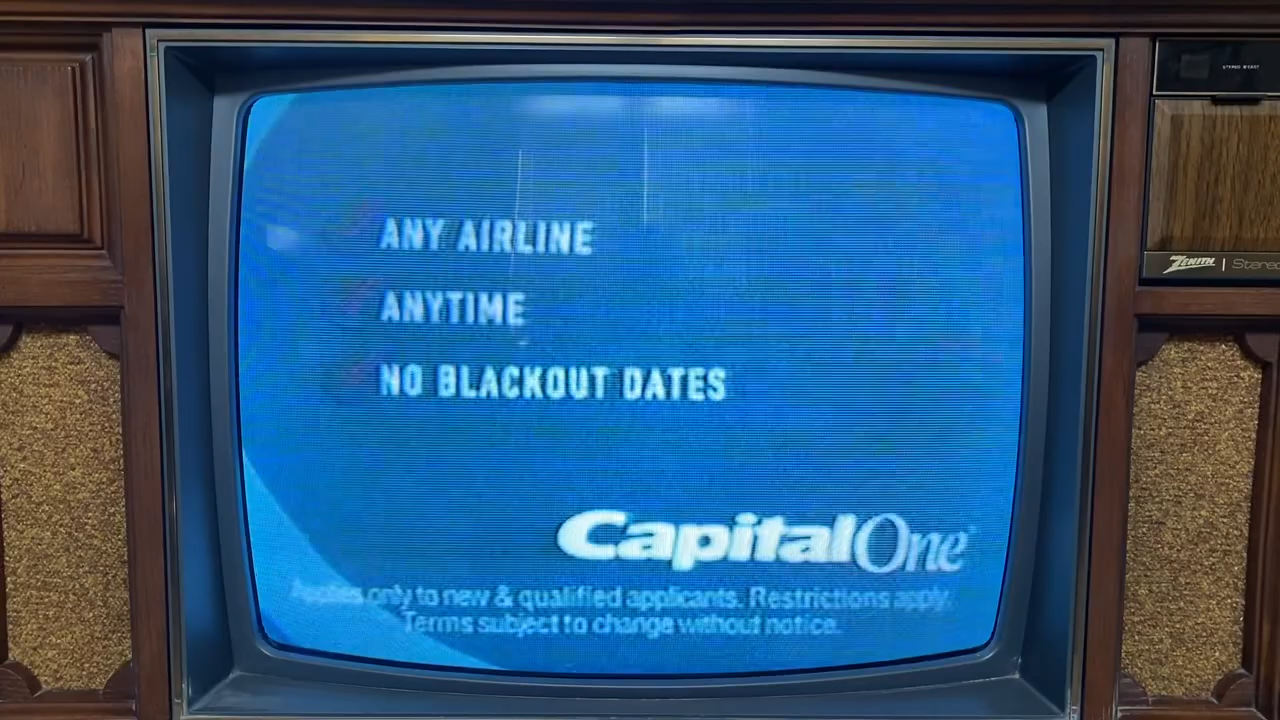 ANY AIRLINE
ANYTIME
NO BLACKOUT DATES
CapitalOne
Applies only to new & qualified applicants. Restrictions apply.
Terms subject to change without notice.
ZENITH | Stereo